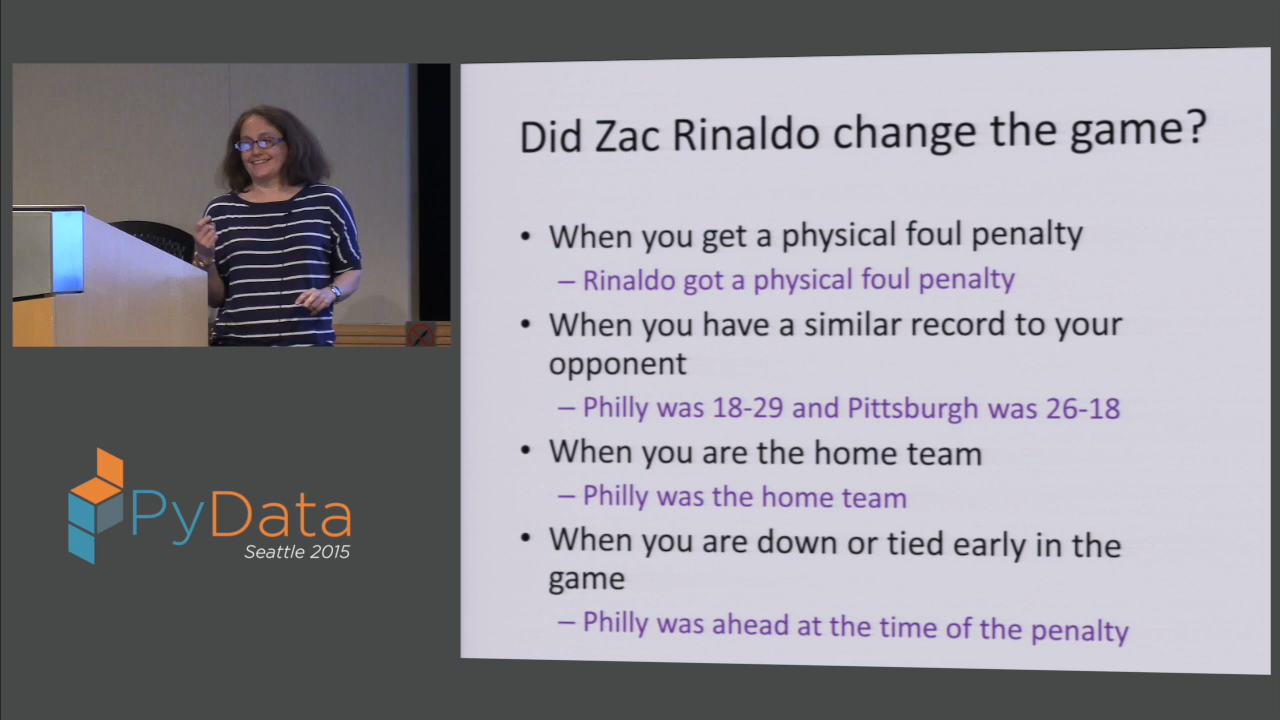 Did Zac Rinaldo change the game?
• When you get a physical foul penalty
– Rinaldo got a physical foul penalty
• When you have a similar record to your
opponent
– Philly was 18-29 and Pittsburgh was 26-18
• When you are the home team
– Philly was the home team
• When you are down or tied early in the
game
– Philly was ahead at the time of the penalty
PyData
Seattle 2015